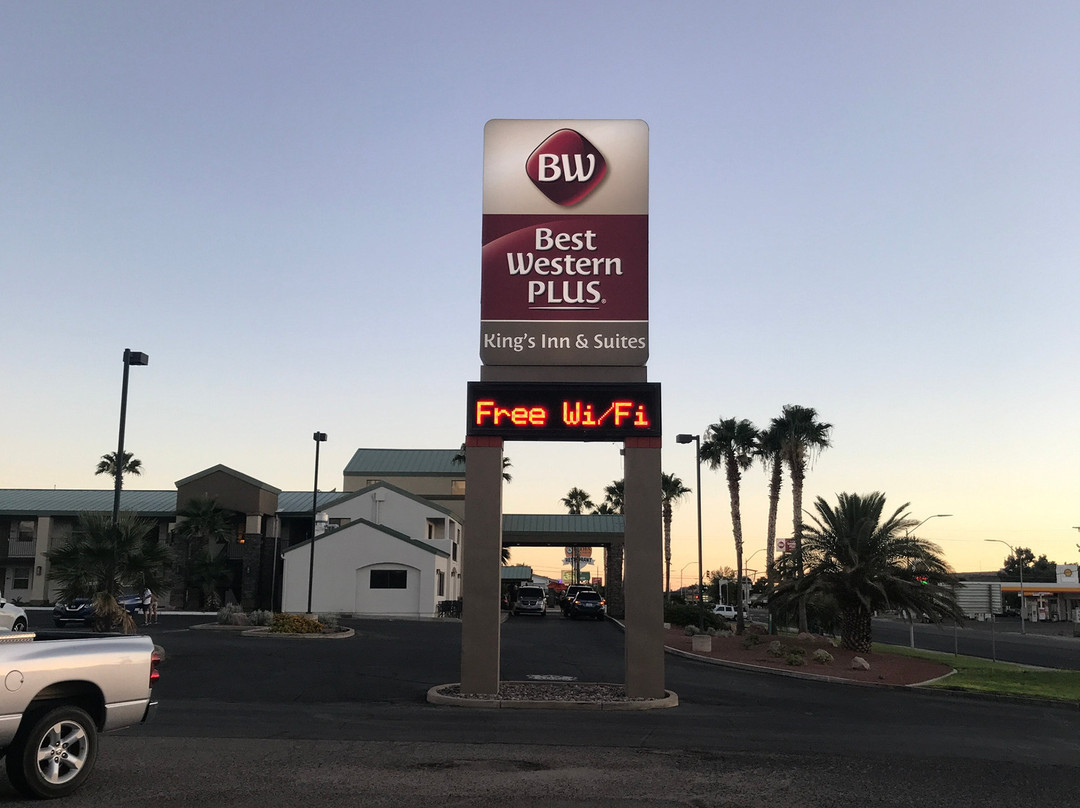 BW
Best
Western
PLUS®
King's Inn & Suites
Free Wi/Fi